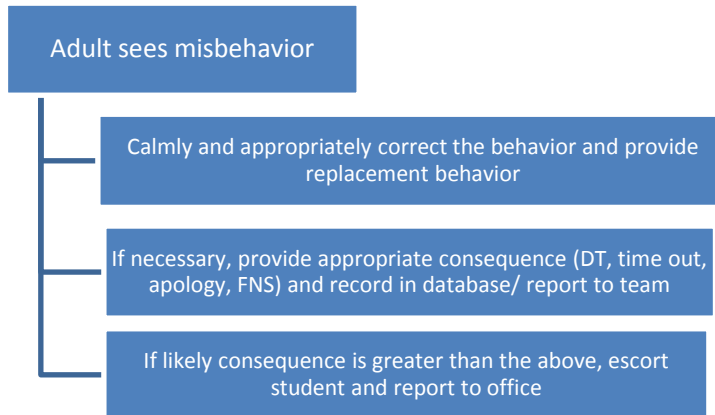 Adult sees misbehavior
Calmly and appropriately correct the behavior and provide
replacement behavior
If necessary, provide appropriate consequence (DT, time out,
apology, FNS) and record in database/ report to team
If likely consequence is greater than the above, escort
student and report to office